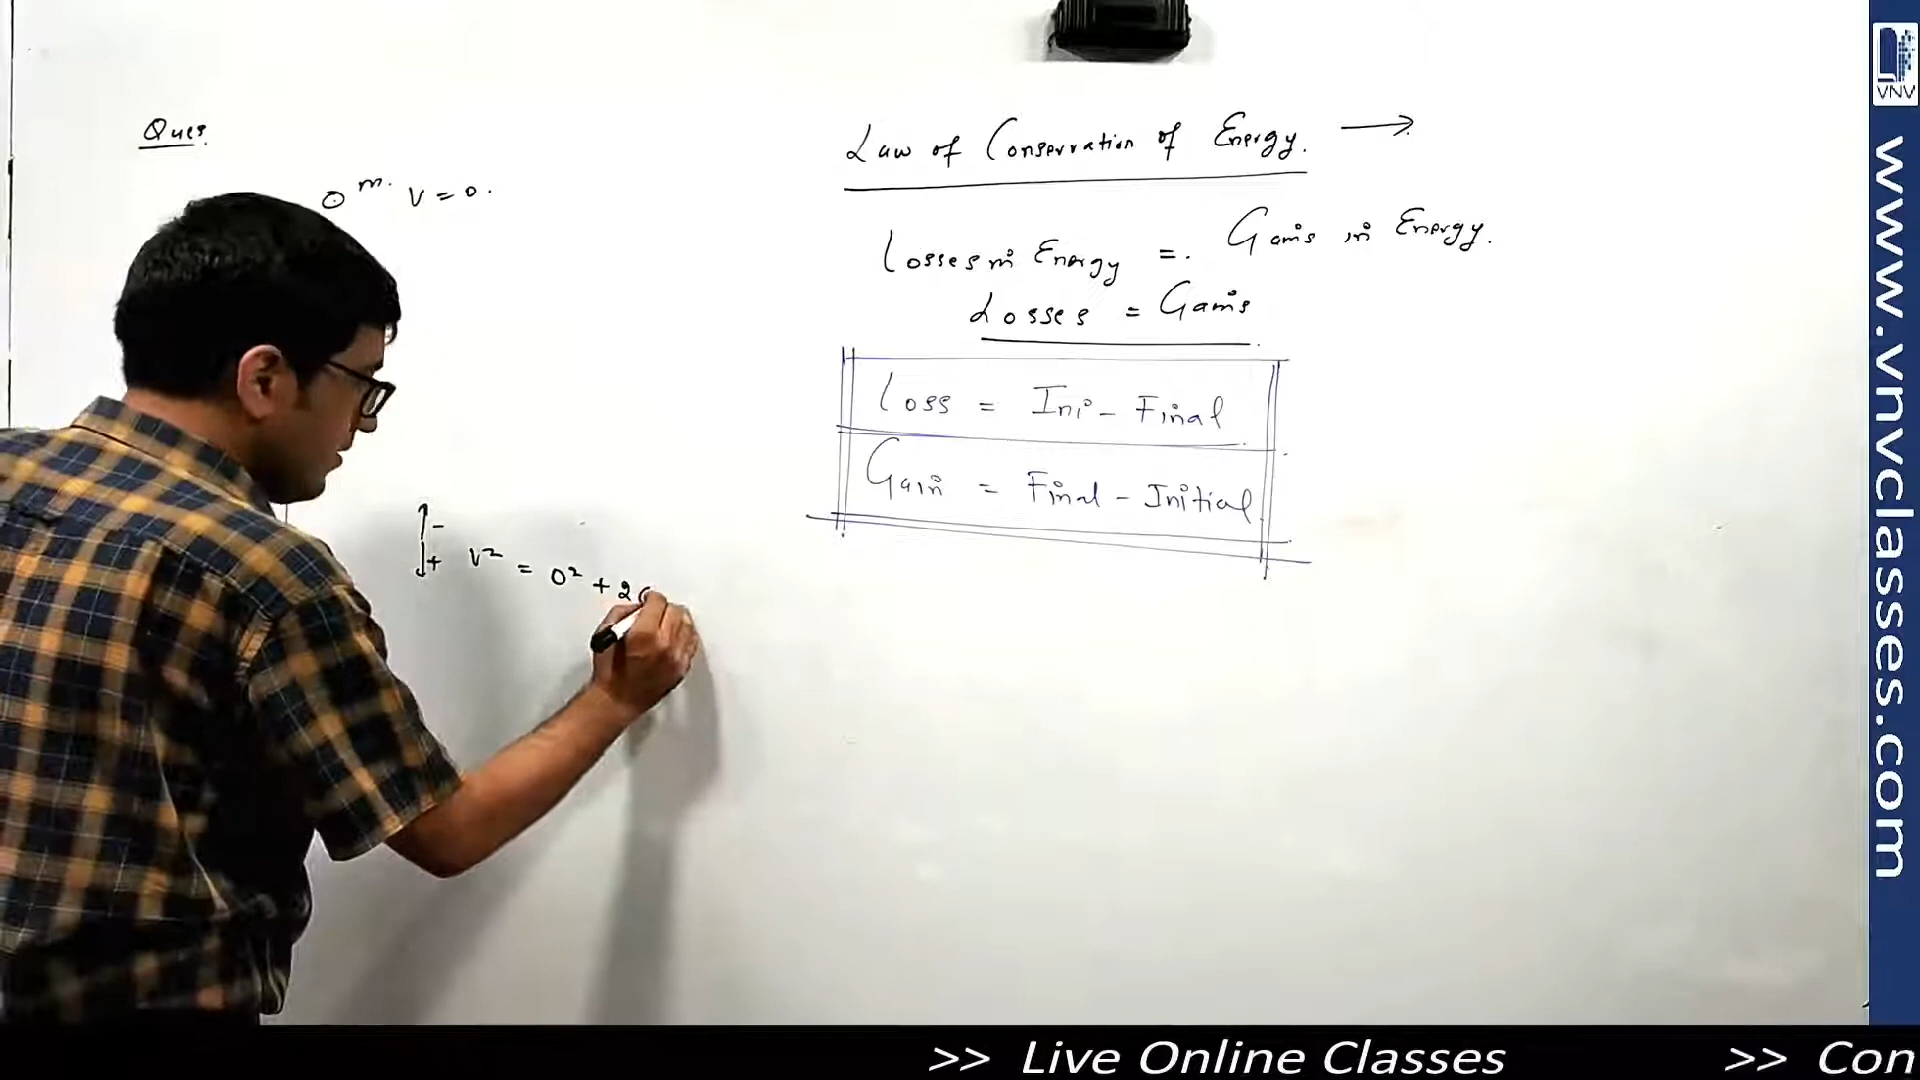 Ques.
m. v = 0.
↑-
↓+ v² = 0² + 2(
Law of Conservation of Energy. →
Losses in Energy =. Gains in Energy.
Losses = Gains
Loss = Ini - Final
Gain = Final - Initial
VNV
www.vnvclasses.com
>> Live Online Classes >> Con